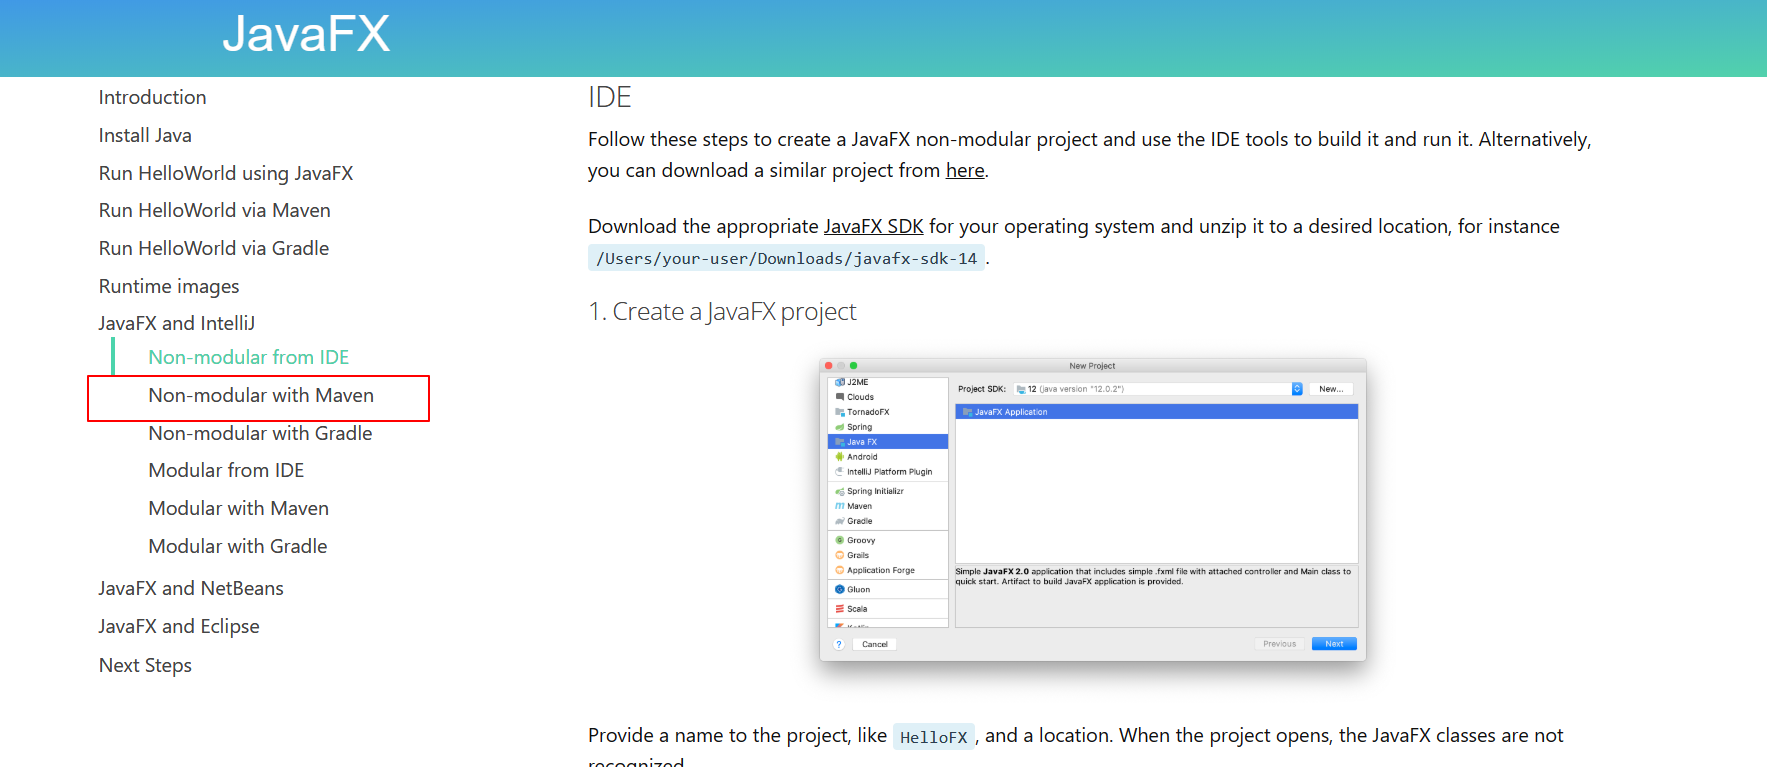 JavaFX
Introduction
Install Java
Run HelloWorld using JavaFX
Run HelloWorld via Maven
Run HelloWorld via Gradle
Runtime images
JavaFX and IntelliJ
Non-modular from IDE
Non-modular with Maven
Non-modular with Gradle
Modular from IDE
Modular with Maven
Modular with Gradle
JavaFX and NetBeans
JavaFX and Eclipse
Next Steps
IDE
Follow these steps to create a JavaFX non-modular project and use the IDE tools to build it and run it. Alternatively,
you can download a similar project from here.
Download the appropriate JavaFX SDK for your operating system and unzip it to a desired location, for instance
/Users/your-user/Downloads/javafx-sdk-14 .
1. Create a JavaFX project
New Project
J2ME
Clouds
TornadoFX
Spring
Java FX
Android
IntelliJ Platform Plugin
Spring Initializr
Maven
Gradle
Groovy
Grails
Application Forge
Gluon
Scala
Kotlin
Project SDK: 12 (java version "12.0.2") New...
JavaFX Application
Simple JavaFX 2.0 application that includes simple .fxml file with attached controller and Main class to
quick start. Artifact to build JavaFX application is provided.
? Cancel Previous Next
Provide a name to the project, like HelloFX , and a location. When the project opens, the JavaFX classes are not
recognized.